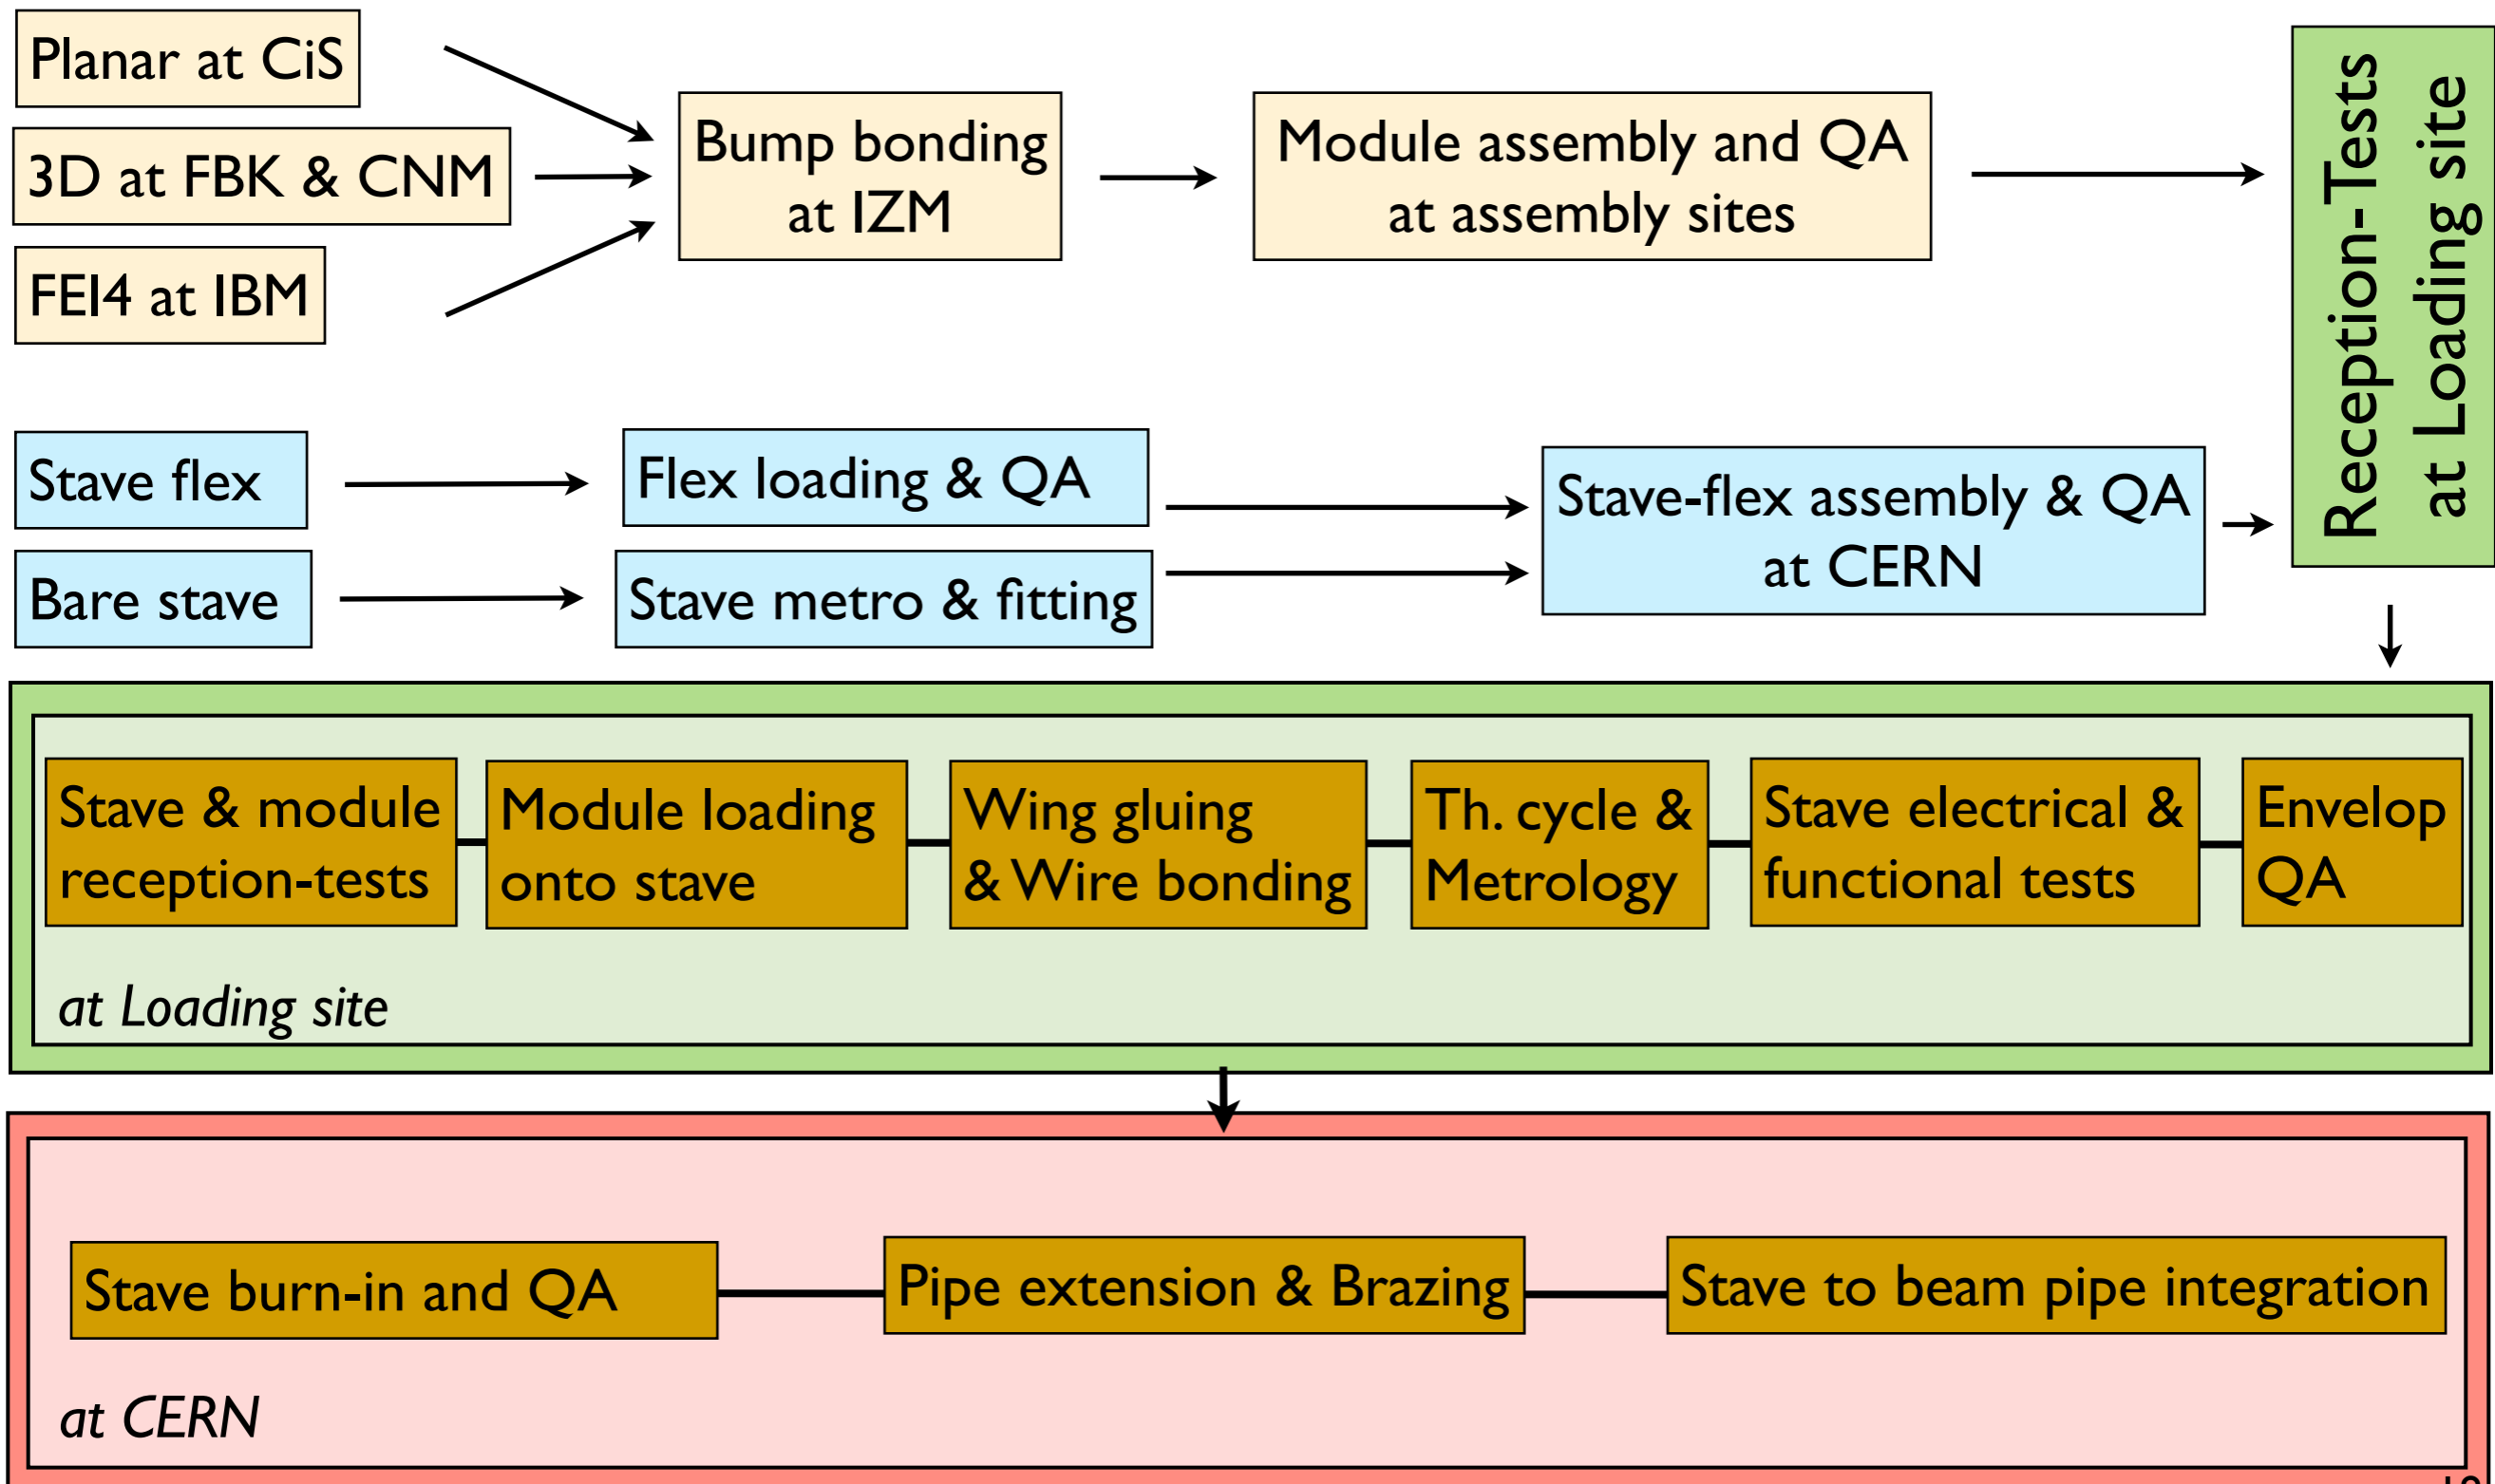 Planar at CiS
3D at FBK & CNM
FEI4 at IBM
Bump bonding
at IZM
Module assembly and QA
at assembly sites
Reception-Tests
at Loading site
Stave flex
Flex loading & QA
Bare stave
Stave metro & fitting
Stave-flex assembly & QA
at CERN
Stave & module
reception-tests
Module loading
onto stave
Wing gluing
& Wire bonding
Th. cycle &
Metrology
Stave electrical &
functional tests
Envelop
QA
at Loading site
Stave burn-in and QA
Pipe extension & Brazing
Stave to beam pipe integration
at CERN